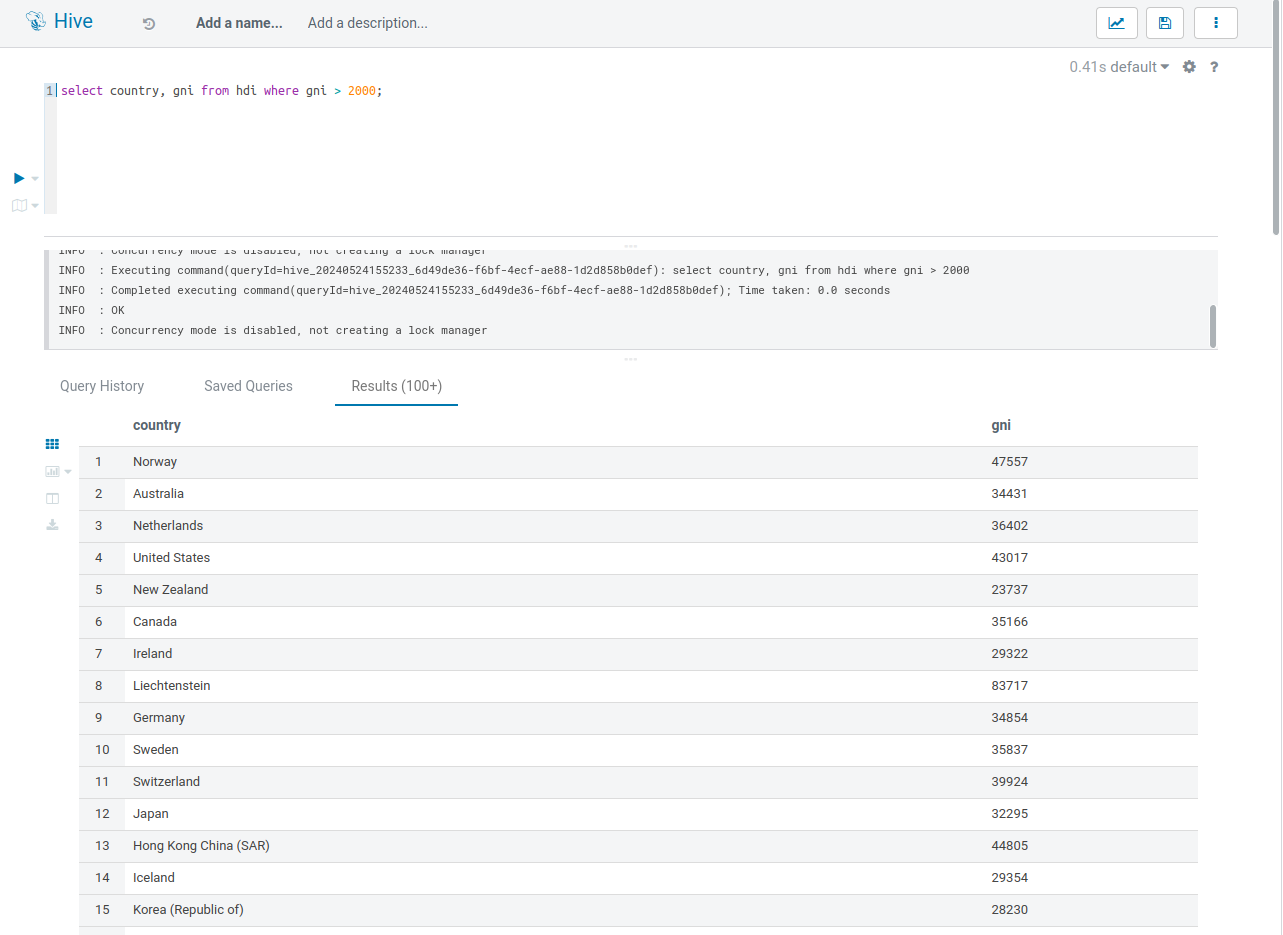 Hive
Add a name... Add a description...
0.41s default ?
1 select country, gni from hdi where gni > 2000;
INFO : Concurrency mode is disabled, not creating a lock manager
INFO : Executing command(queryId=hive_20240524155233_6d49de36-f6bf-4ecf-ae88-1d2d858b0def): select country, gni from hdi where gni > 2000
INFO : Completed executing command(queryId=hive_20240524155233_6d49de36-f6bf-4ecf-ae88-1d2d858b0def); Time taken: 0.0 seconds
INFO : OK
INFO : Concurrency mode is disabled, not creating a lock manager
Query History Saved Queries Results (100+)
country gni
1 Norway 47557
2 Australia 34431
3 Netherlands 36402
4 United States 43017
5 New Zealand 23737
6 Canada 35166
7 Ireland 29322
8 Liechtenstein 83717
9 Germany 34854
10 Sweden 35837
11 Switzerland 39924
12 Japan 32295
13 Hong Kong China (SAR) 44805
14 Iceland 29354
15 Korea (Republic of) 28230